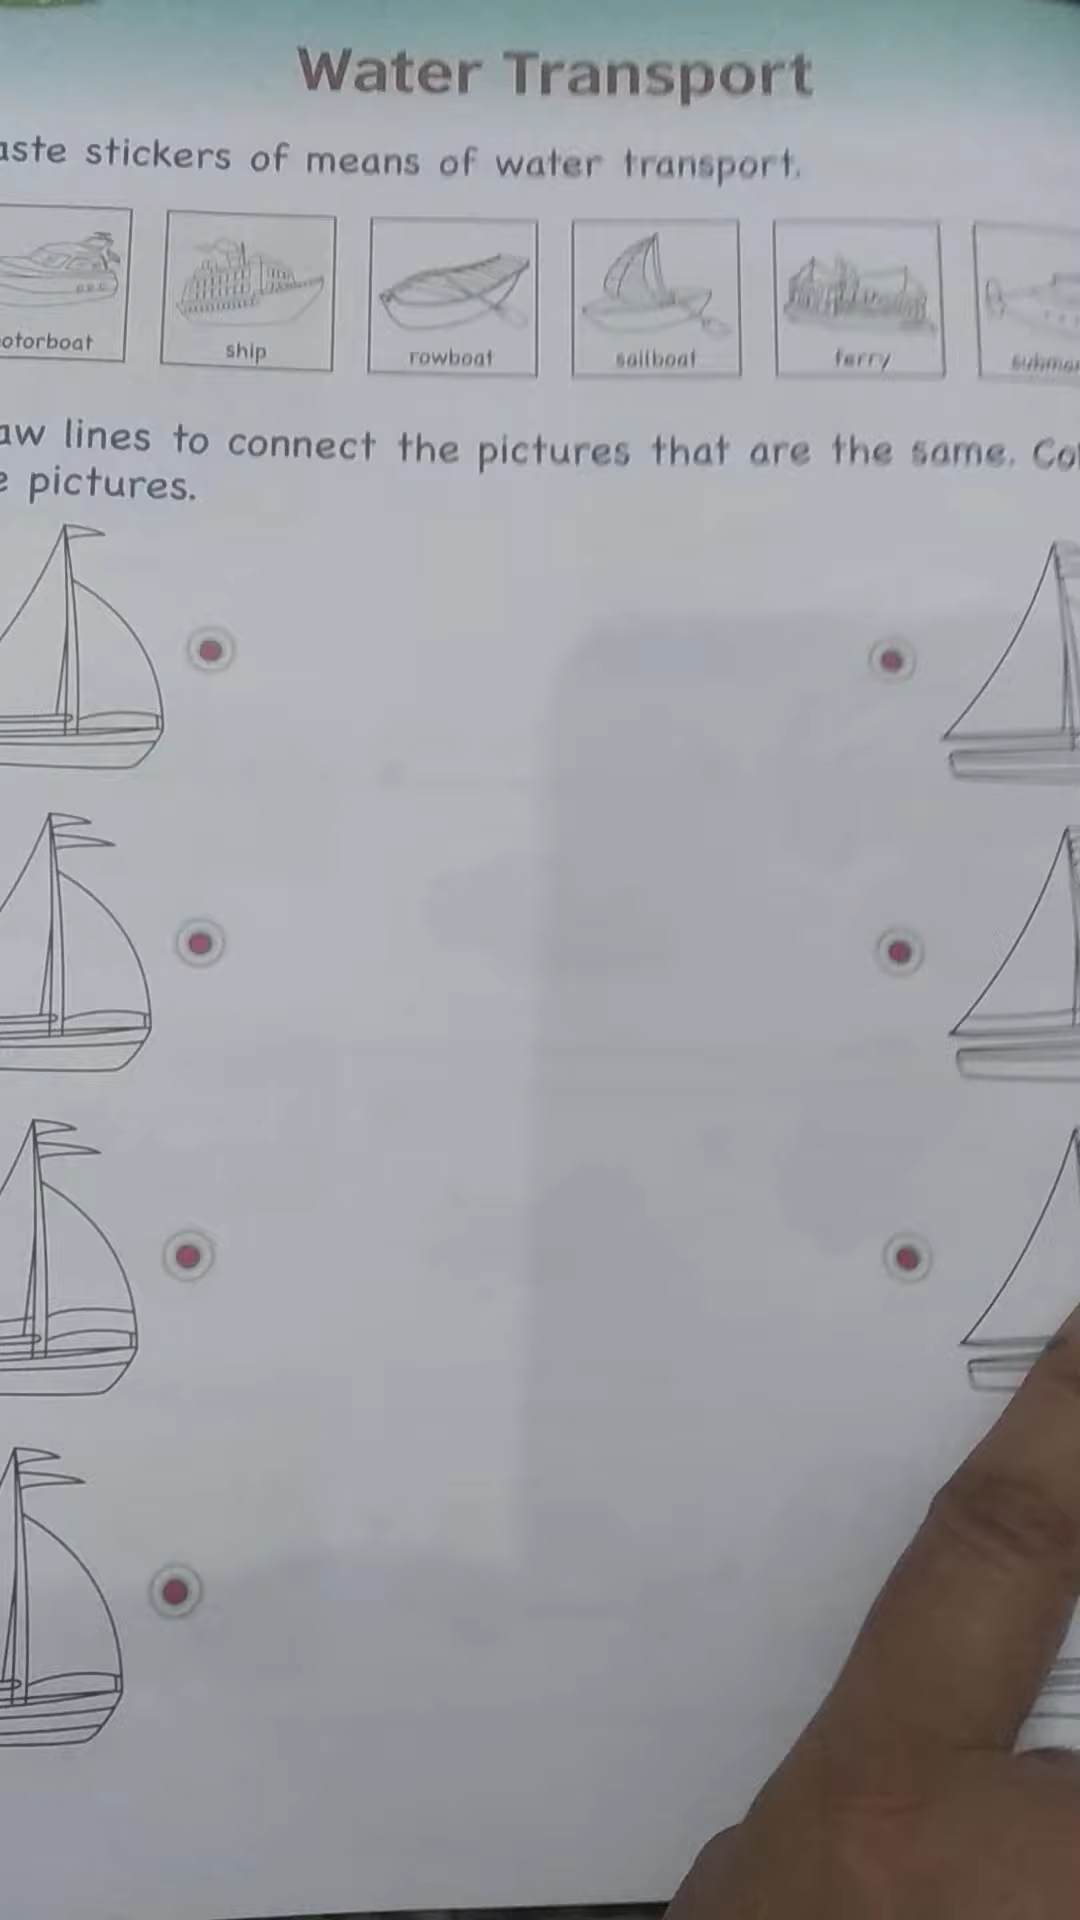 Water Transport
aste stickers of means of water transport.
otorboat
ship
rowboat
sailboat
ferry
submar
aw lines to connect the pictures that are the same. Co
e pictures.